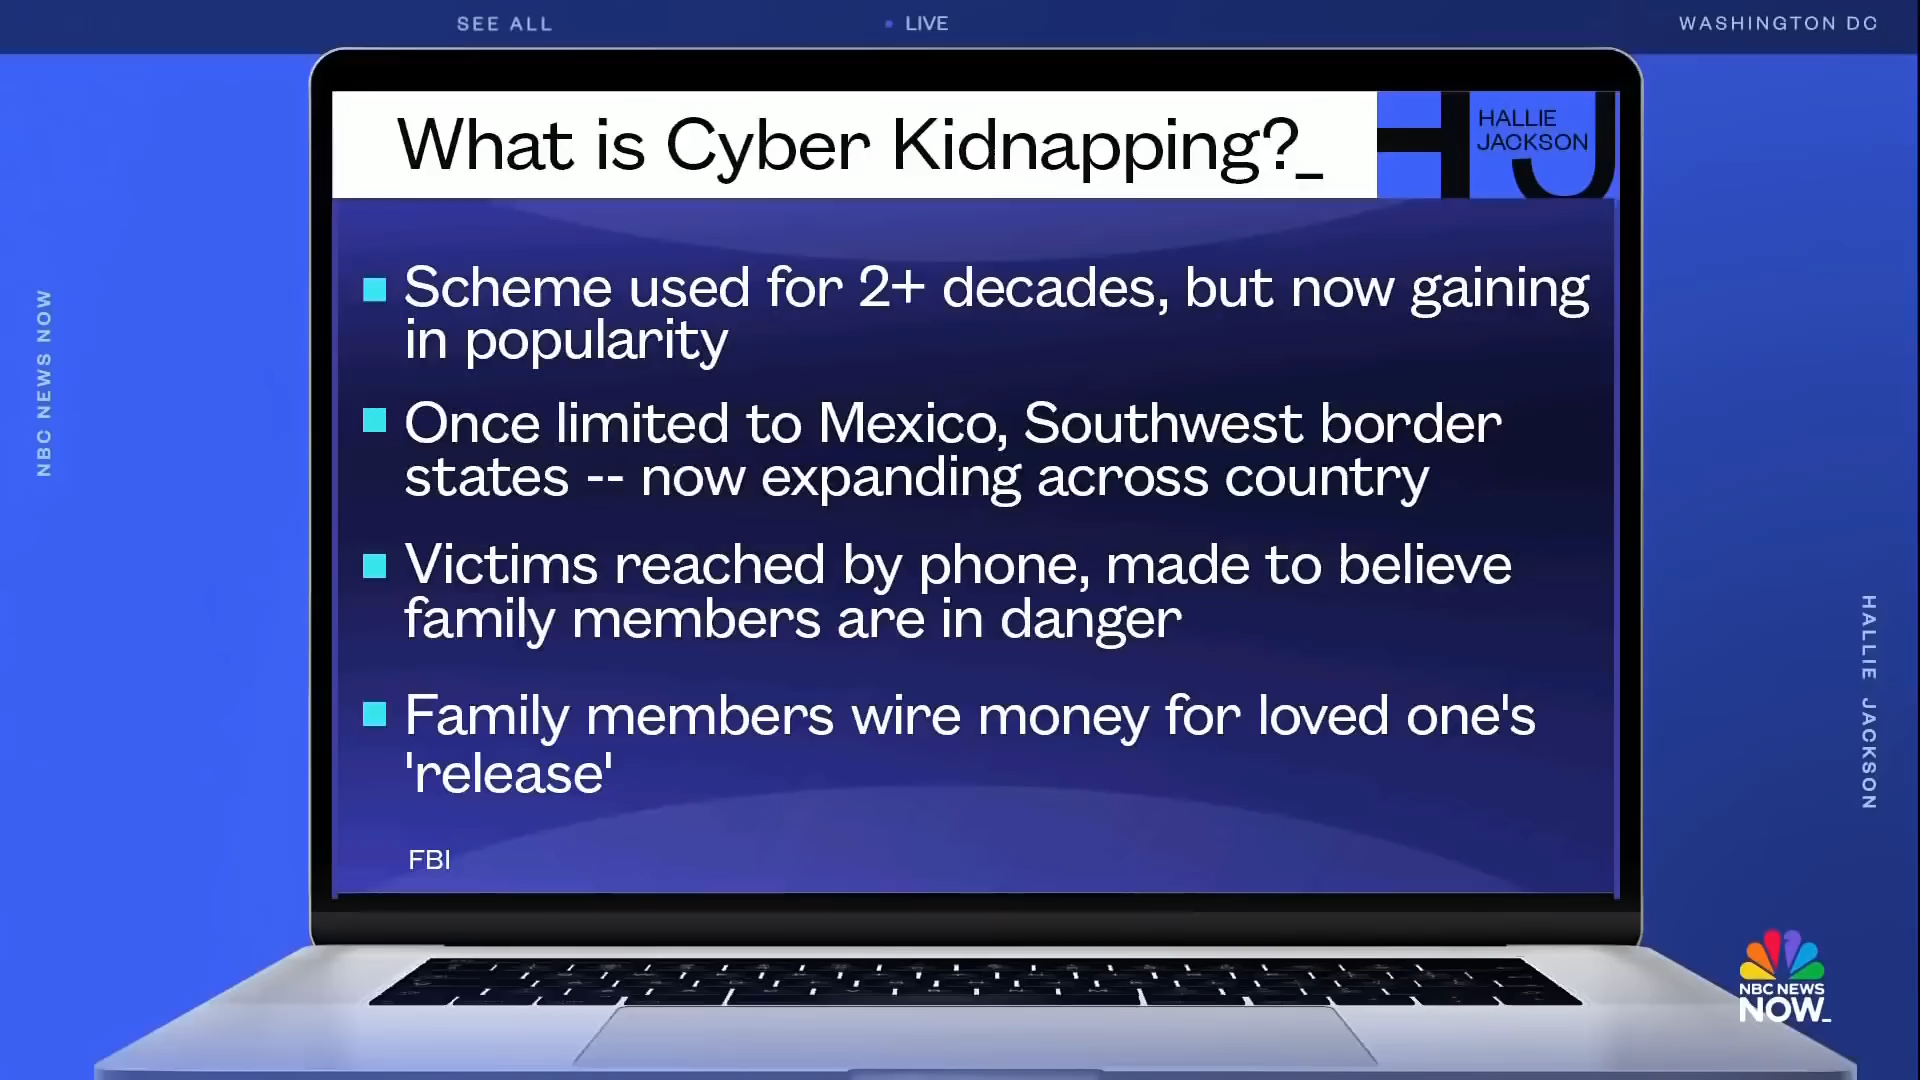 SEE ALL
LIVE
WASHINGTON DC
What is Cyber Kidnapping?_
HALLIE
JACKSON
HJ
Scheme used for 2+ decades, but now gaining
in popularity
Once limited to Mexico, Southwest border
states -- now expanding across country
Victims reached by phone, made to believe
family members are in danger
Family members wire money for loved one's
'release'
FBI
NBC NEWS NOW
HALLIE JACKSON
NBC NEWS
NOW_